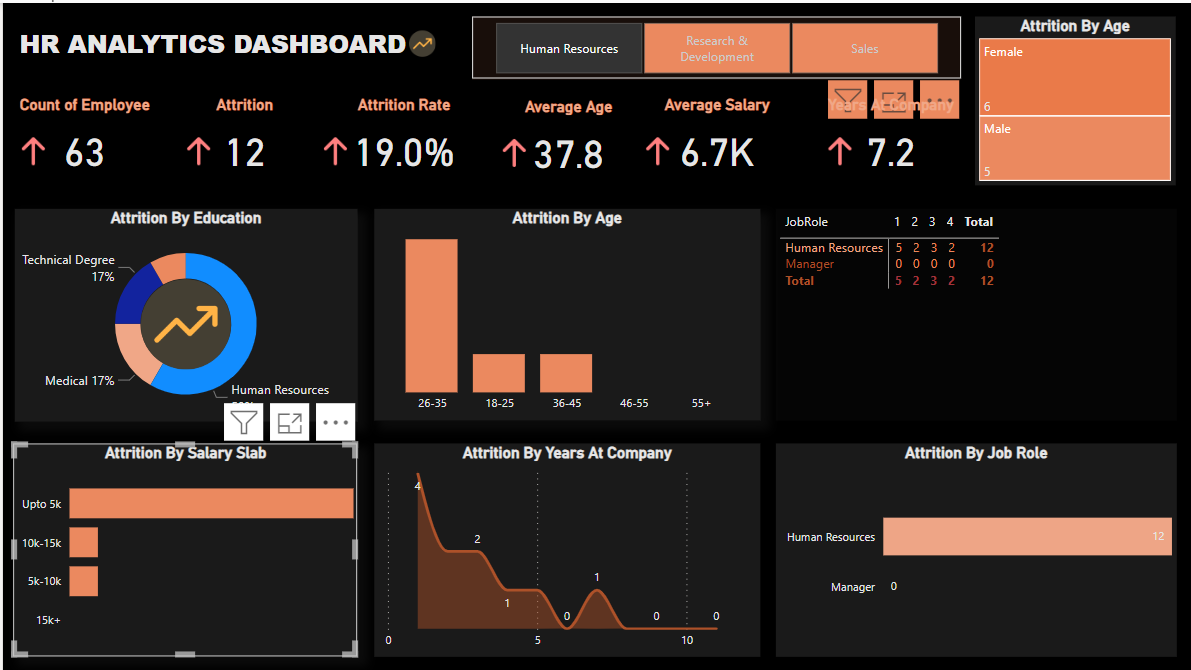 HR ANALYTICS DASHBOARD
Human Resources
Research &
Development
Sales
Attrition By Age
Female
6
Male
5
Count of Employee
63
Attrition
12
Attrition Rate
19.0%
Average Age
37.8
Average Salary
6.7K
Years At Company
7.2
Attrition By Education
Technical Degree
17%
Medical 17%
Human Resources
Attrition By Age
26-35
18-25
36-45
46-55
55+
JobRole 1 2 3 4 Total
Human Resources 5 2 3 2 12
Manager 0 0 0 0 0
Total 5 2 3 2 12
Attrition By Salary Slab
Upto 5k
10k-15k
5k-10k
15k+
Attrition By Years At Company
4
2
1
0
1
0
0
0
5
10
Attrition By Job Role
Human Resources 12
Manager 0